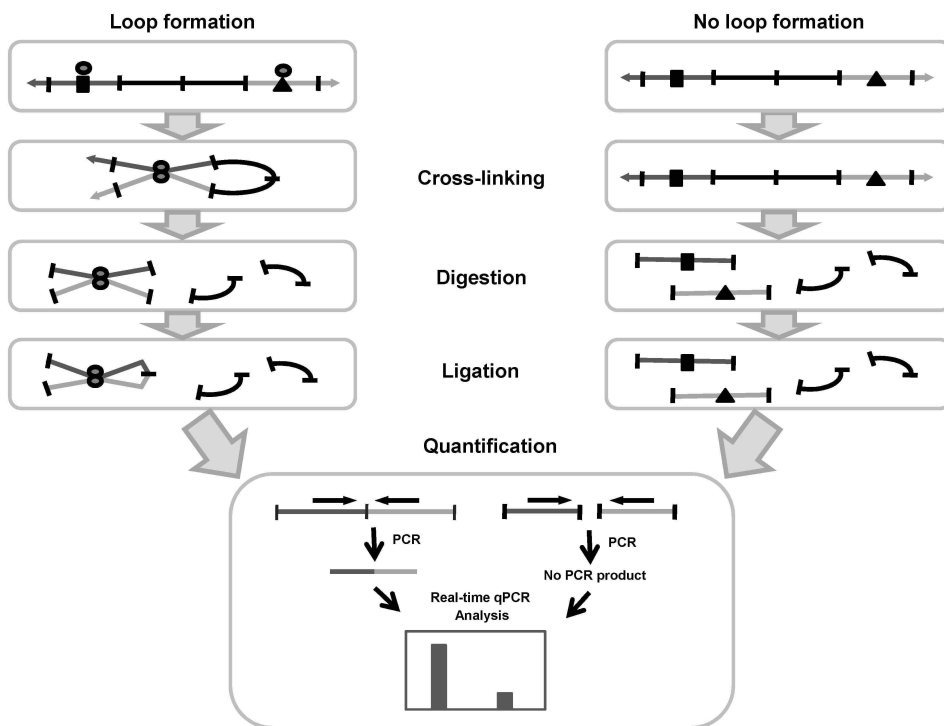 Loop formation
No loop formation
Cross-linking
Digestion
Ligation
Quantification
PCR
PCR
No PCR product
Real-time qPCR
Analysis